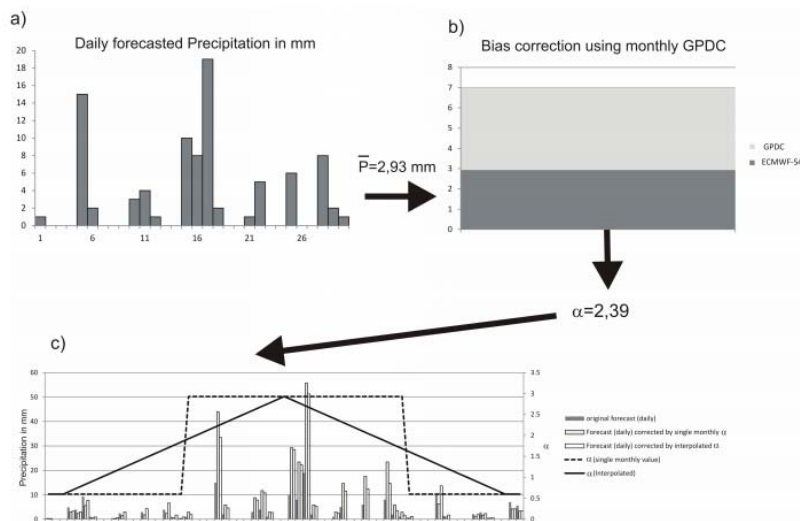 a)
Daily forecasted Precipitation in mm
20
18
16
14
12
10
8
6
4
2
0
1 6 11 16 21 26
P=2,93 mm
b)
Bias correction using monthly GPDC
8
7
6
5
4
3
2
1
0
GPDC
ECMWF-S4
α=2,39
c)
Precipitation in mm
60
50
40
30
20
10
0
3.5
3
2.5
2
1.5
1
0.5
0
α
original forecast (daily)
Forecast (daily) corrected by single monthly α
Forecast (daily) corrected by interpolated α
α (single monthly value)
α (Interpolated)